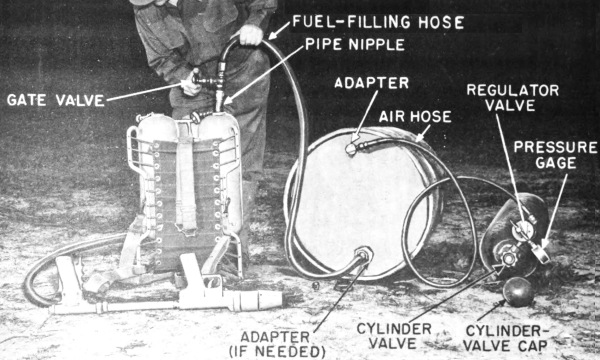 FUEL-FILLING HOSE
PIPE NIPPLE
GATE VALVE
ADAPTER
AIR HOSE
REGULATOR
VALVE
PRESSURE
GAGE
ADAPTER
(IF NEEDED)
CYLINDER
VALVE
CYLINDER-
VALVE CAP